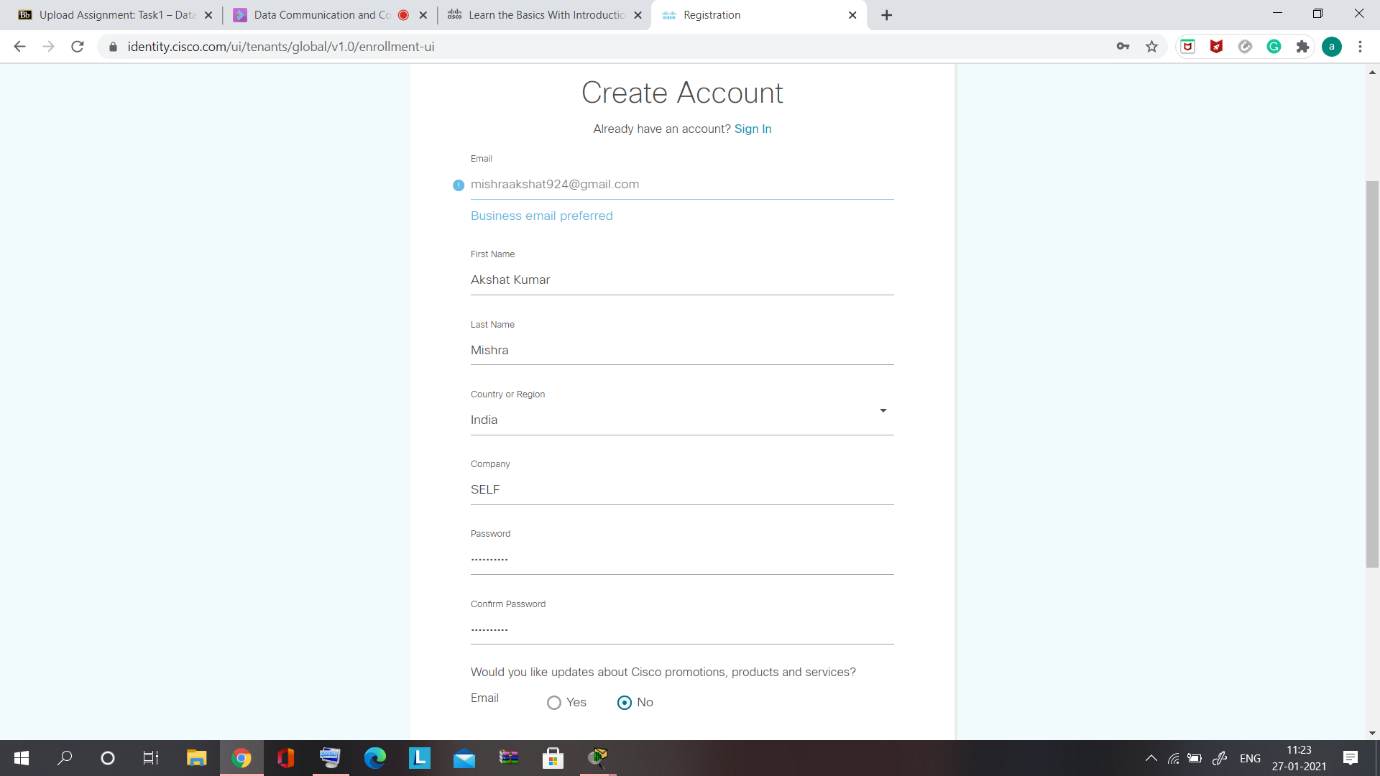 Upload Assignment: Task1 – Data
Data Communication and Co
Learn the Basics With Introductio
Registration
identity.cisco.com/ui/tenants/global/v1.0/enrollment-ui
Create Account
Already have an account? Sign In
Email
mishraakshat924@gmail.com
Business email preferred
First Name
Akshat Kumar
Last Name
Mishra
Country or Region
India
Company
SELF
Password
Confirm Password
Would you like updates about Cisco promotions, products and services?
Email Yes No
ENG
11:23
27-01-2021